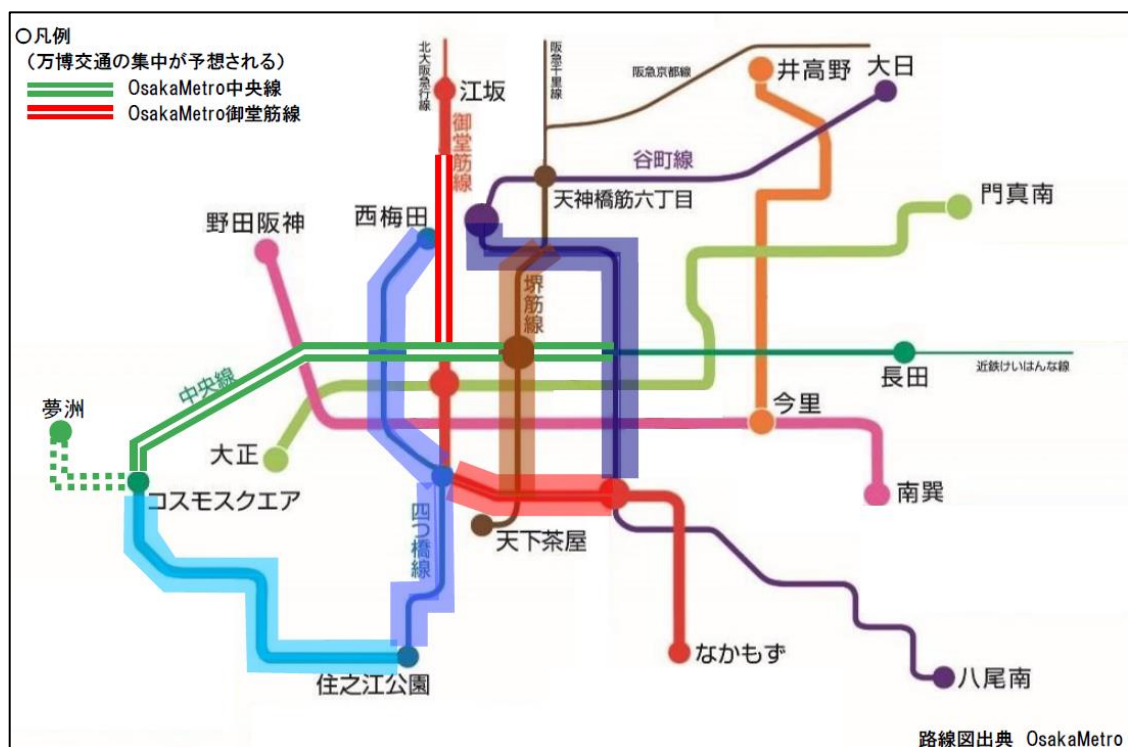 ○凡例
（万博交通の集中が予想される）
OsakaMetro中央線
OsakaMetro御堂筋線
北大阪急行線
江坂
御堂筋線
阪急千里線
阪急京都線
井高野
大日
谷町線
天神橋筋六丁目
門真南
西梅田
野田阪神
堺筋線
中央線
長田
近鉄けいはんな線
夢洲
今里
大正
コスモスクエア
南巽
四つ橋線
天下茶屋
なかもず
住之江公園
八尾南
路線図出典 OsakaMetro